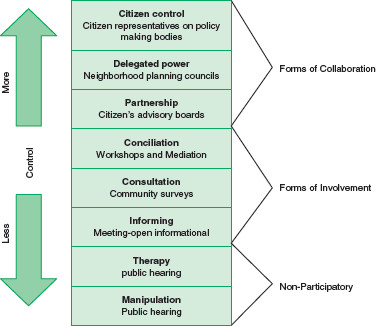 Citizen control
Citizen representatives on policy
making bodies
Delegated power
Neighborhood planning councils
Partnership
Citizen's advisory boards
Conciliation
Workshops and Mediation
Consultation
Community surveys
Informing
Meeting-open informational
Therapy
public hearing
Manipulation
Public hearing
More
Control
Less
Forms of Collaboration
Forms of Involvement
Non-Participatory